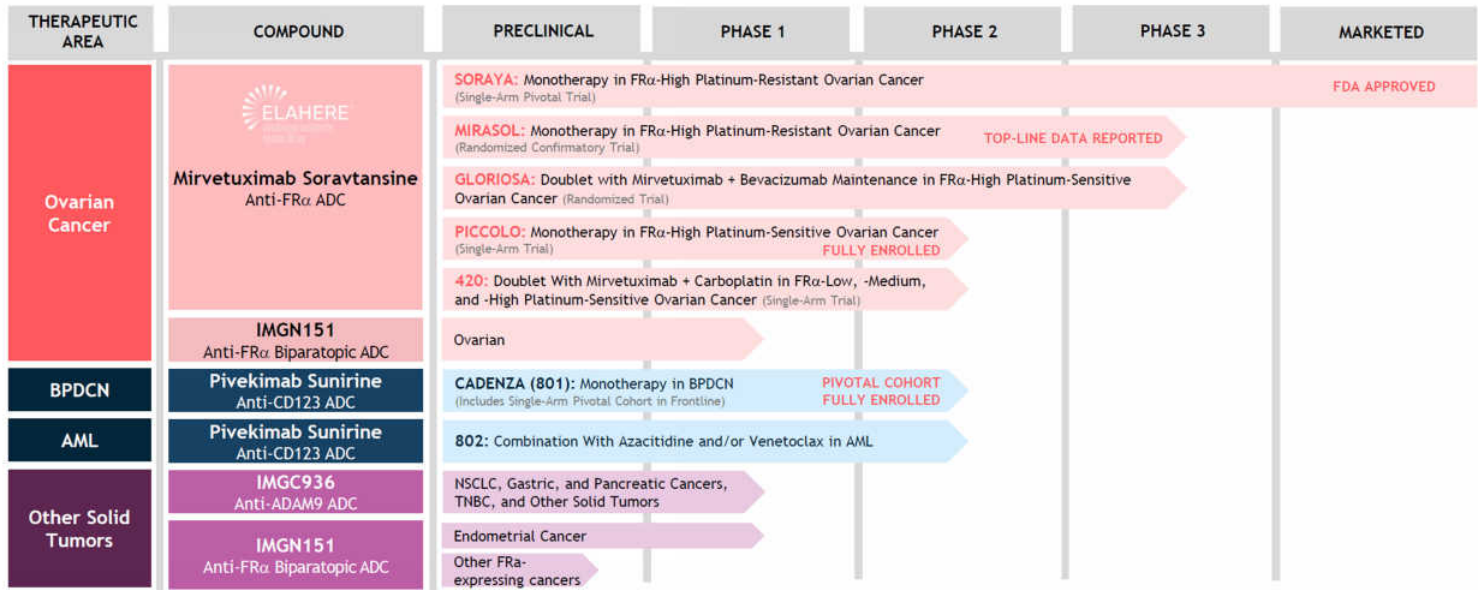 THERAPEUTIC
AREA
COMPOUND
PRECLINICAL
PHASE 1
PHASE 2
PHASE 3
MARKETED
Ovarian
Cancer
ELAHERE
Mirvetuximab Soravtansine
Anti-FRα ADC
SORAYA: Monotherapy in FRα-High Platinum-Resistant Ovarian Cancer
(Single-Arm Pivotal Trial)
FDA APPROVED
MIRASOL: Monotherapy in FRα-High Platinum-Resistant Ovarian Cancer
(Randomized Confirmatory Trial)
TOP-LINE DATA REPORTED
GLORIOSA: Doublet with Mirvetuximab + Bevacizumab Maintenance in FRα-High Platinum-Sensitive
Ovarian Cancer (Randomized Trial)
PICCOLO: Monotherapy in FRα-High Platinum-Sensitive Ovarian Cancer
(Single-Arm Trial)
FULLY ENROLLED
420: Doublet With Mirvetuximab + Carboplatin in FRα-Low, -Medium,
and -High Platinum-Sensitive Ovarian Cancer (Single-Arm Trial)
IMGN151
Anti-FRα Biparatopic ADC
Ovarian
BPDCN
Pivekimab Sunirine
Anti-CD123 ADC
CADENZA (801): Monotherapy in BPDCN
(Includes Single-Arm Pivotal Cohort in Frontline)
PIVOTAL COHORT
FULLY ENROLLED
AML
Pivekimab Sunirine
Anti-CD123 ADC
802: Combination With Azacitidine and/or Venetoclax in AML
Other Solid
Tumors
IMGC936
Anti-ADAM9 ADC
NSCLC, Gastric, and Pancreatic Cancers,
TNBC, and Other Solid Tumors
IMGN151
Anti-FRα Biparatopic ADC
Endometrial Cancer
Other FRa-
expressing cancers